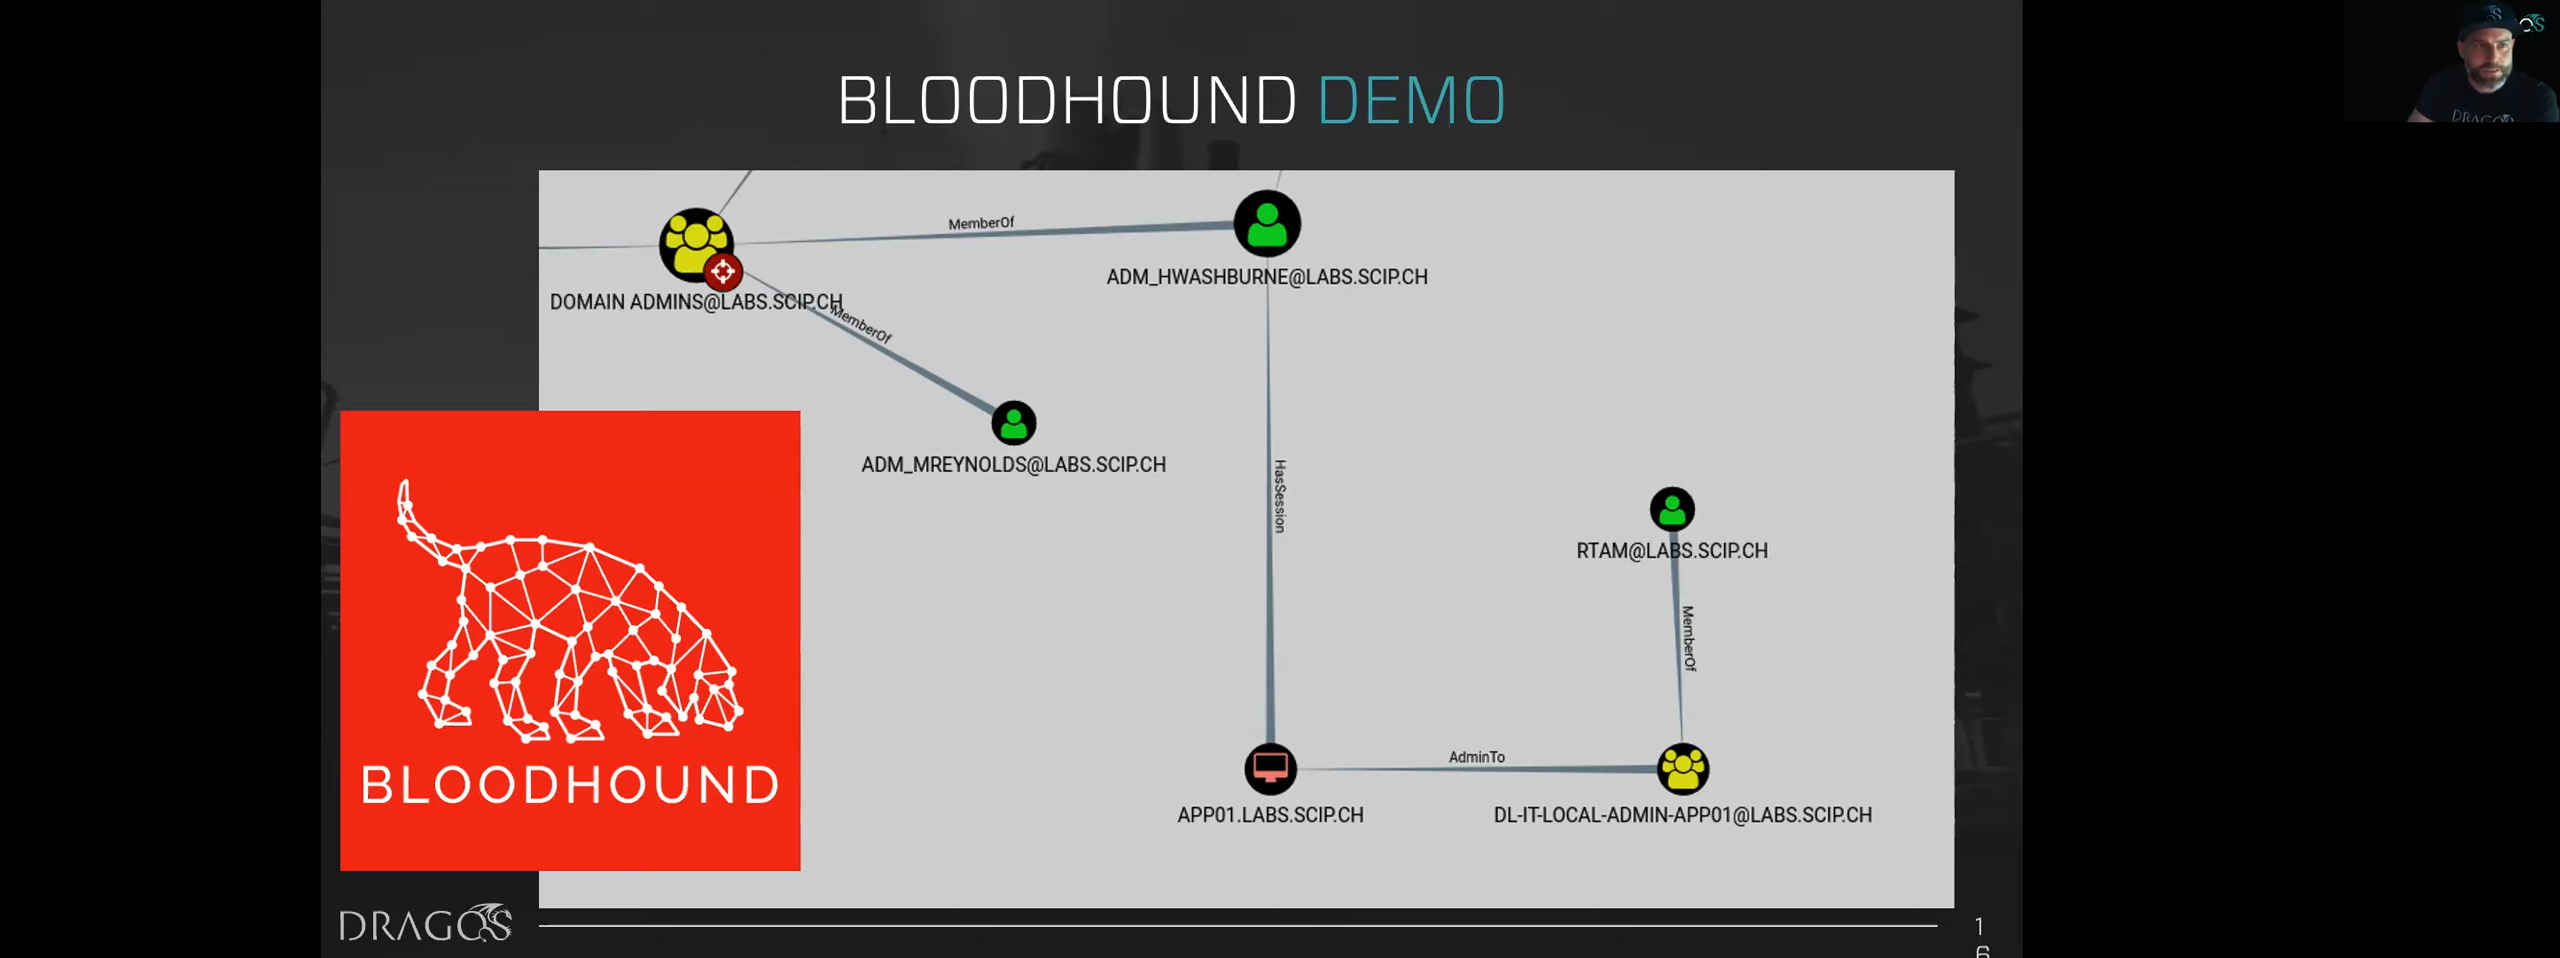 BLOODHOUND DEMO
MemberOf
ADM_HWASHBURNE@LABS.SCIP.CH
DOMAIN ADMINS@LABS.SCIP.CH
MemberOf
ADM_MREYNOLDS@LABS.SCIP.CH
HasSession
RTAM@LABS.SCIP.CH
MemberOf
AdminTo
APP01.LABS.SCIP.CH
DL-IT-LOCAL-ADMIN-APP01@LABS.SCIP.CH
BLOODHOUND
DRAGOS
1
6
DRAGOS